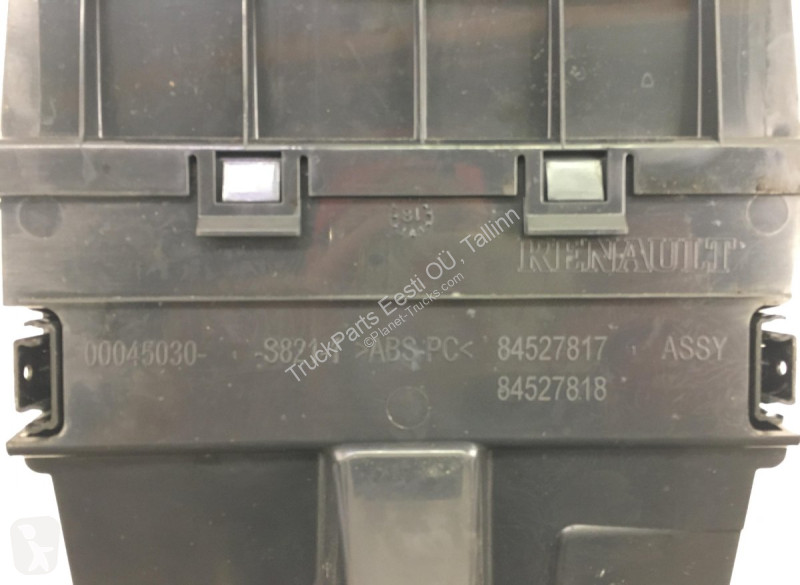 RENAULT
00045030- -S821 >ABS-PC< 84527817 ASSY
84527818
TruckParts Eesti OÜ, Tallinn
©Planet-Trucks.com